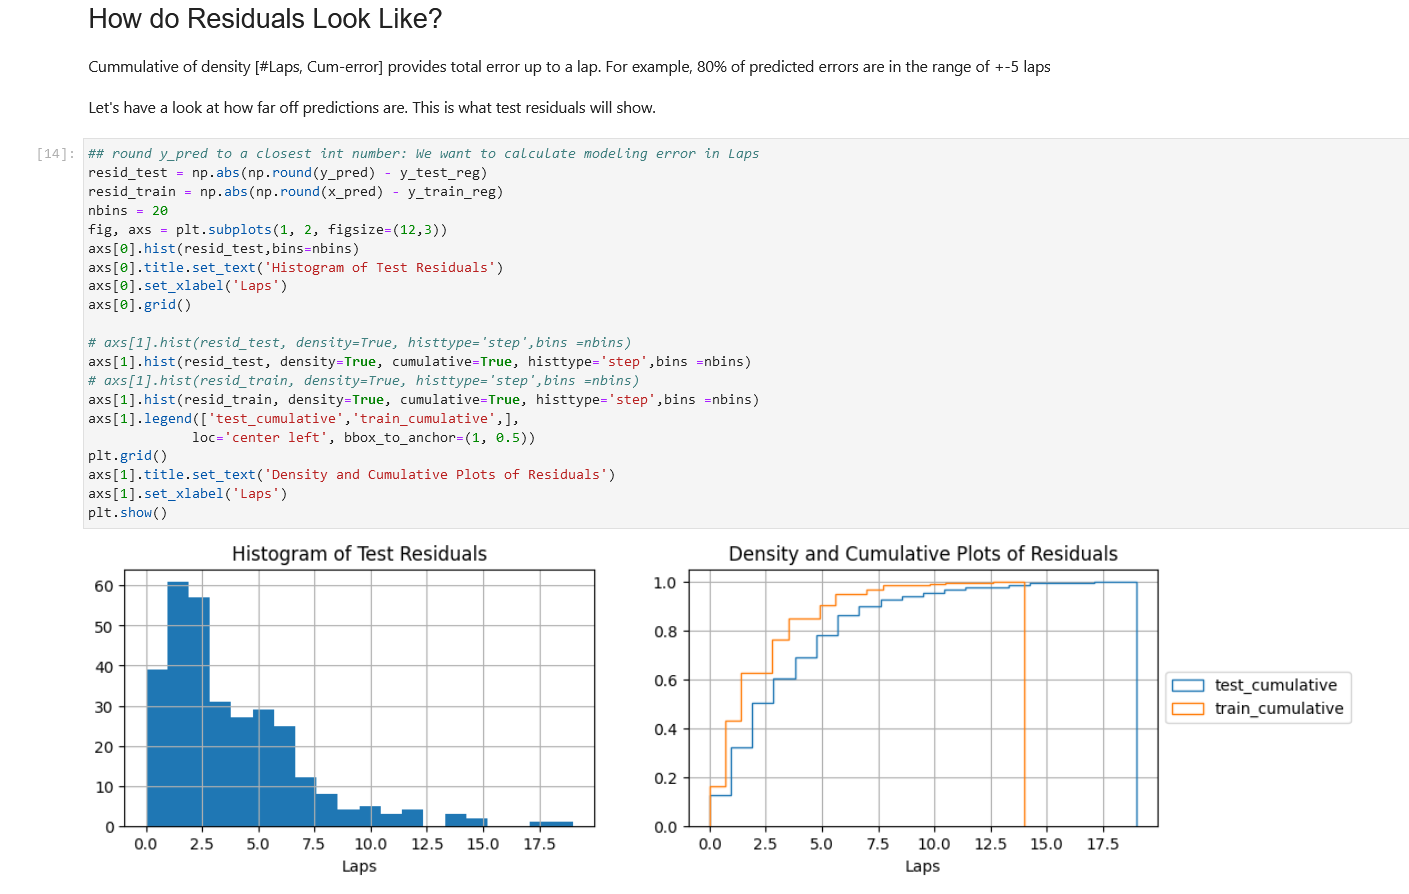 How do Residuals Look Like?
Cummulative of density [#Laps, Cum-error] provides total error up to a lap. For example, 80% of predicted errors are in the range of +-5 laps
Let's have a look at how far off predictions are. This is what test residuals will show.
[14]:
## round y_pred to a closest int number: We want to calculate modeling error in Laps
resid_test = np.abs(np.round(y_pred) - y_test_reg)
resid_train = np.abs(np.round(x_pred) - y_train_reg)
nbins = 20
fig, axs = plt.subplots(1, 2, figsize=(12,3))
axs[0].hist(resid_test,bins=nbins)
axs[0].title.set_text('Histogram of Test Residuals')
axs[0].set_xlabel('Laps')
axs[0].grid()
# axs[1].hist(resid_test, density=True, histtype='step',bins =nbins)
axs[1].hist(resid_test, density=True, cumulative=True, histtype='step',bins =nbins)
# axs[1].hist(resid_train, density=True, histtype='step',bins =nbins)
axs[1].hist(resid_train, density=True, cumulative=True, histtype='step',bins =nbins)
axs[1].legend(['test_cumulative','train_cumulative',],
loc='center left', bbox_to_anchor=(1, 0.5))
plt.grid()
axs[1].title.set_text('Density and Cumulative Plots of Residuals')
axs[1].set_xlabel('Laps')
plt.show()
Histogram of Test Residuals
60
50
40
30
20
10
0
0.0 2.5 5.0 7.5 10.0 12.5 15.0 17.5
Laps
Density and Cumulative Plots of Residuals
1.0
0.8
0.6
0.4
0.2
0.0
0.0 2.5 5.0 7.5 10.0 12.5 15.0 17.5
Laps
test_cumulative
train_cumulative